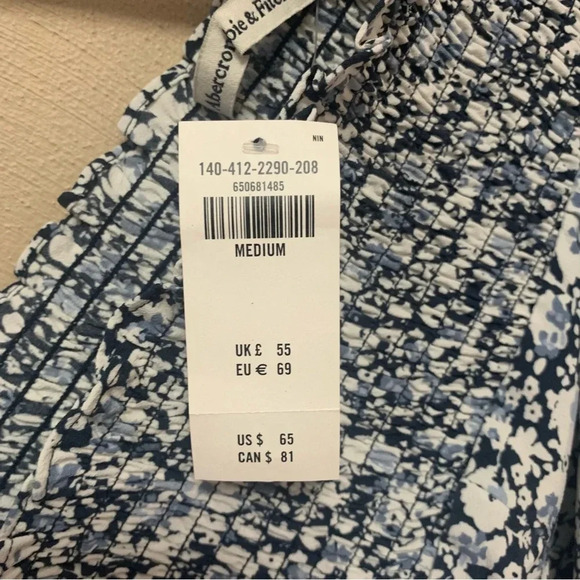 Abercrombie & Fitch
NIN
140-412-2290-208
650681485
MEDIUM
UK £ 55
EU € 69
US $ 65
CAN $ 81